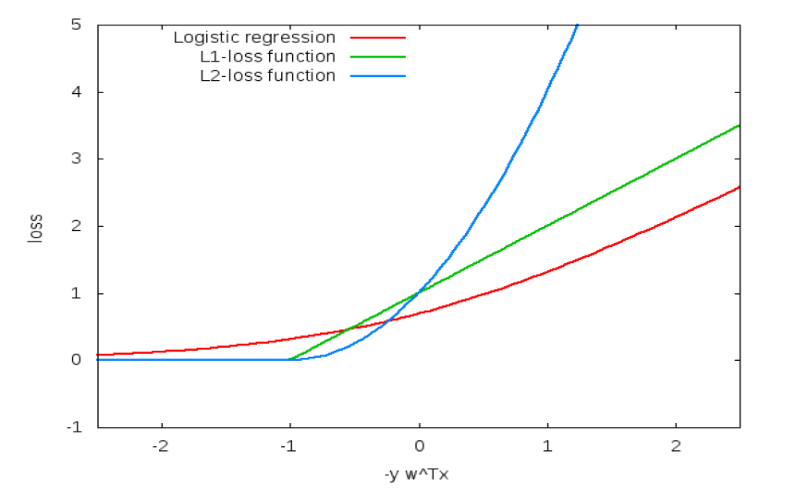 5
4
3
2
1
0
-1
Logistic regression
L1-loss function
L2-loss function
loss
-2
-1
0
1
2
-y w^Tx